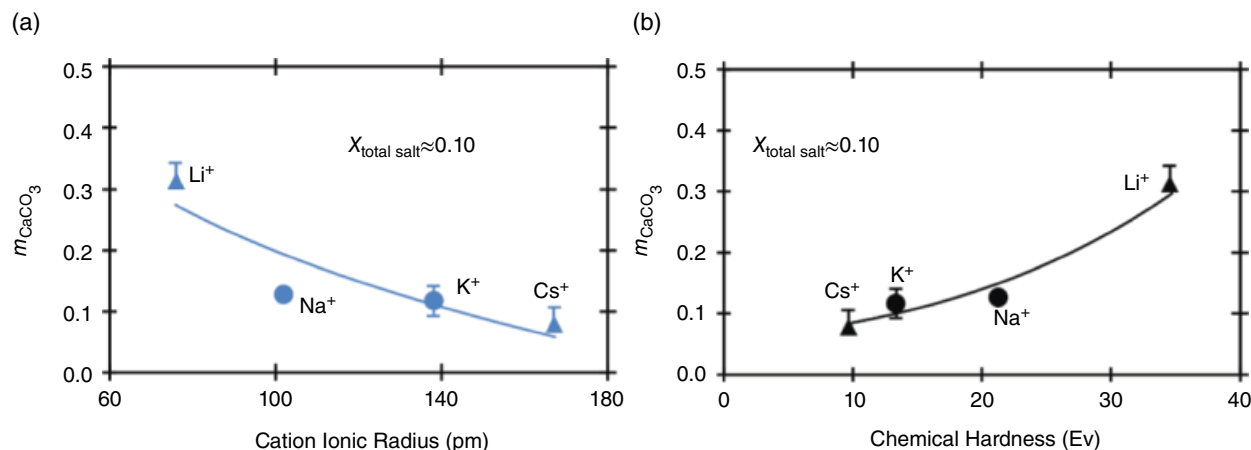 (a)
0.5
0.4
0.3
0.2
0.1
0.0
mCaCO3
Xtotal salt≈0.10
Li+
Na+
K+
Cs+
60
100
140
180
Cation Ionic Radius (pm)
(b)
0.5
0.4
0.3
0.2
0.1
0.0
mCaCO3
Xtotal salt≈0.10
Li+
K+
Cs+
Na+
0
10
20
30
40
Chemical Hardness (Ev)